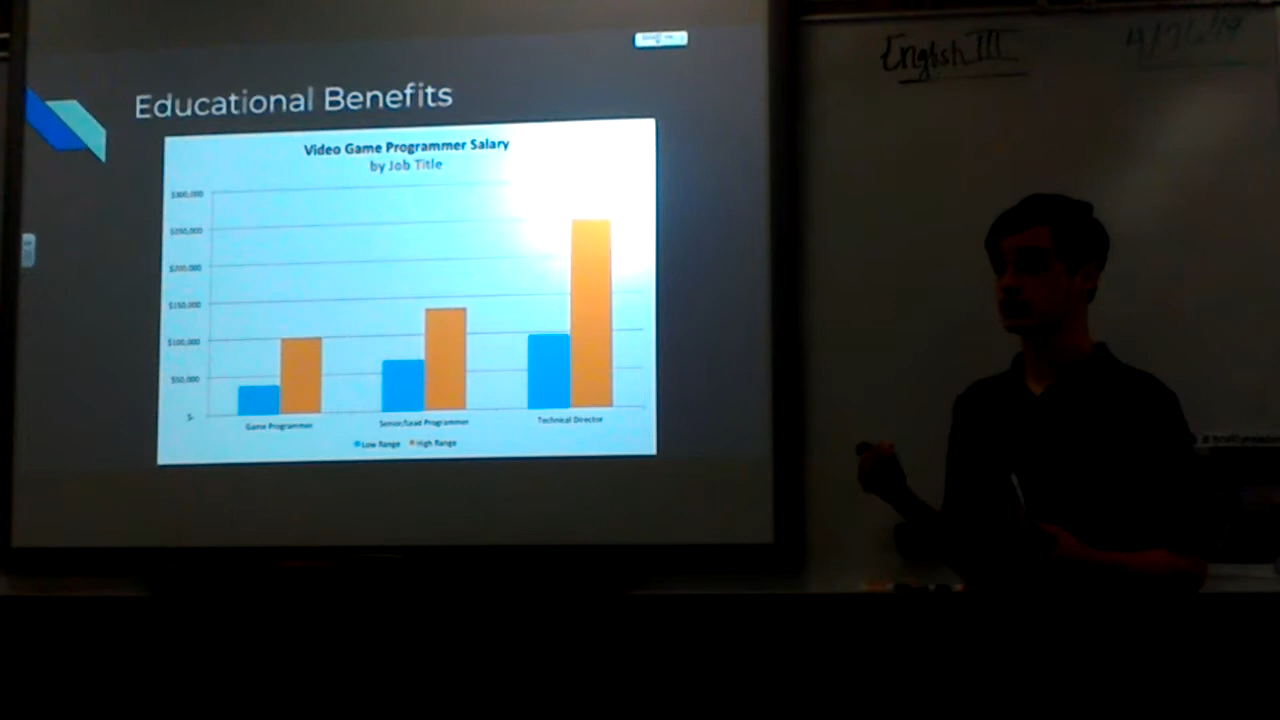 English III
Educational Benefits
Video Game Programmer Salary
by Job Title
$300,000
$250,000
$200,000
$150,000
$100,000
$50,000
$-
Game Programmer
Senior/Lead Programmer
Technical Director
Low Range
High Range